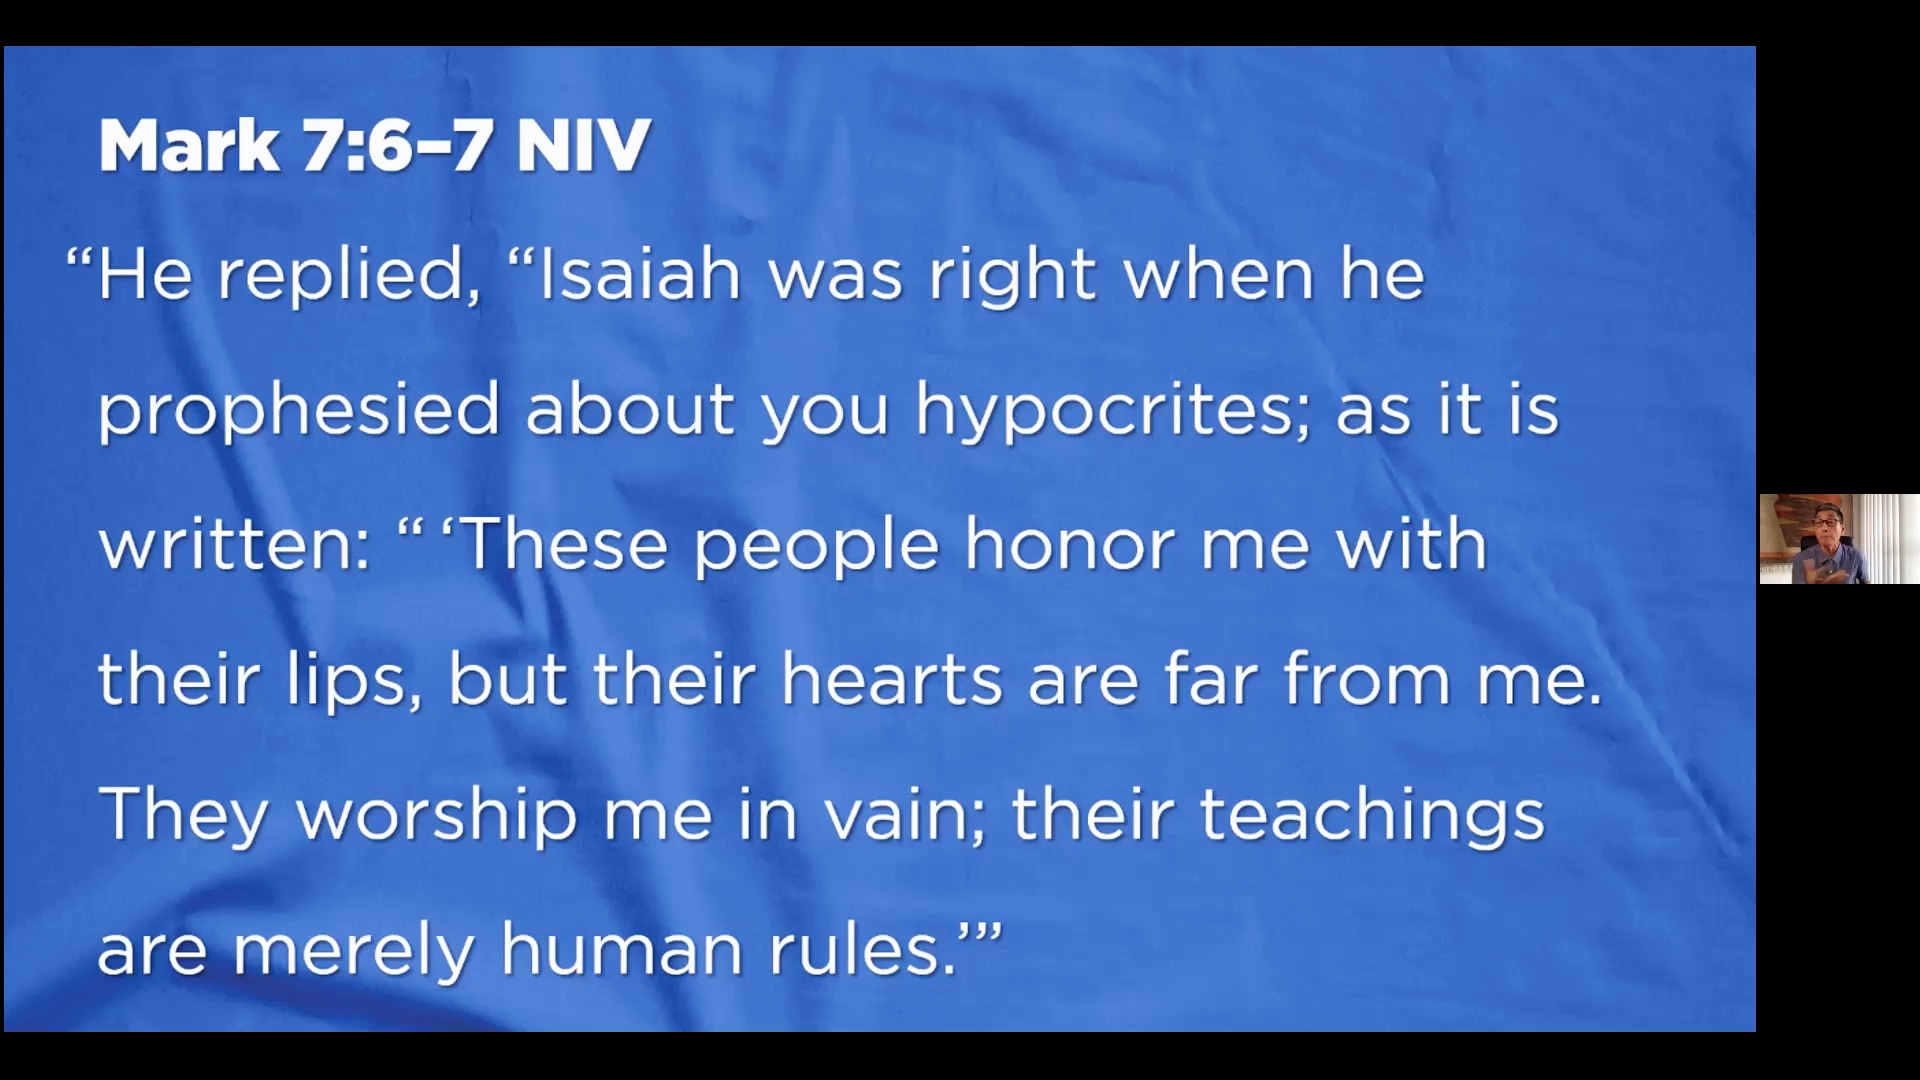 Mark 7:6–7 NIV
“He replied, “Isaiah was right when he
prophesied about you hypocrites; as it is
written: “ ‘These people honor me with
their lips, but their hearts are far from me.
They worship me in vain; their teachings
are merely human rules.’”